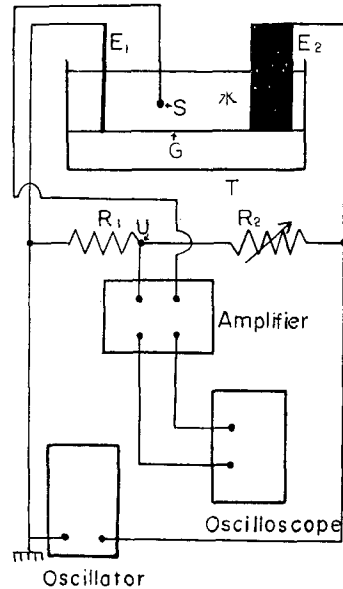 E₁
E₂
S
水
G
T
R₁
U
R₂
Amplifier
Oscilloscope
Oscillator